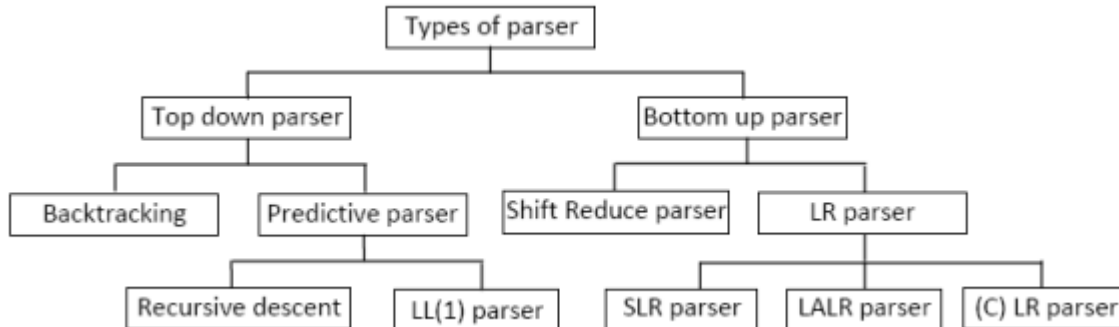 Types of parser
Top down parser
Bottom up parser
Backtracking
Predictive parser
Shift Reduce parser
LR parser
Recursive descent
LL(1) parser
SLR parser
LALR parser
(C) LR parser